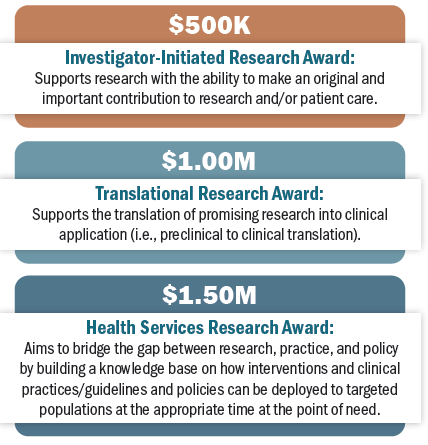 $500K
Investigator-Initiated Research Award:
Supports research with the ability to make an original and
important contribution to research and/or patient care.
$1.00M
Translational Research Award:
Supports the translation of promising research into clinical
application (i.e., preclinical to clinical translation).
$1.50M
Health Services Research Award:
Aims to bridge the gap between research, practice, and policy
by building a knowledge base on how interventions and clinical
practices/guidelines and policies can be deployed to targeted
populations at the appropriate time at the point of need.